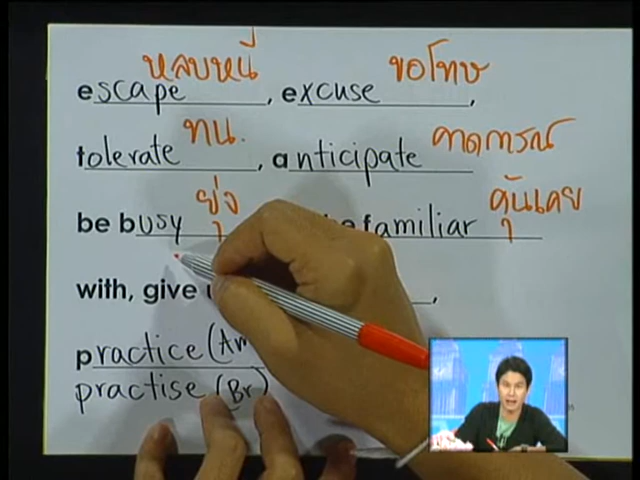 หลบหนี ขอโทษ
escape, excuse,
ทน. คาดการณ์
tolerate, anticipate
ยุ่ง คุ้นเคย
be busy familiar
with, give
practice (Am
practise (Br)